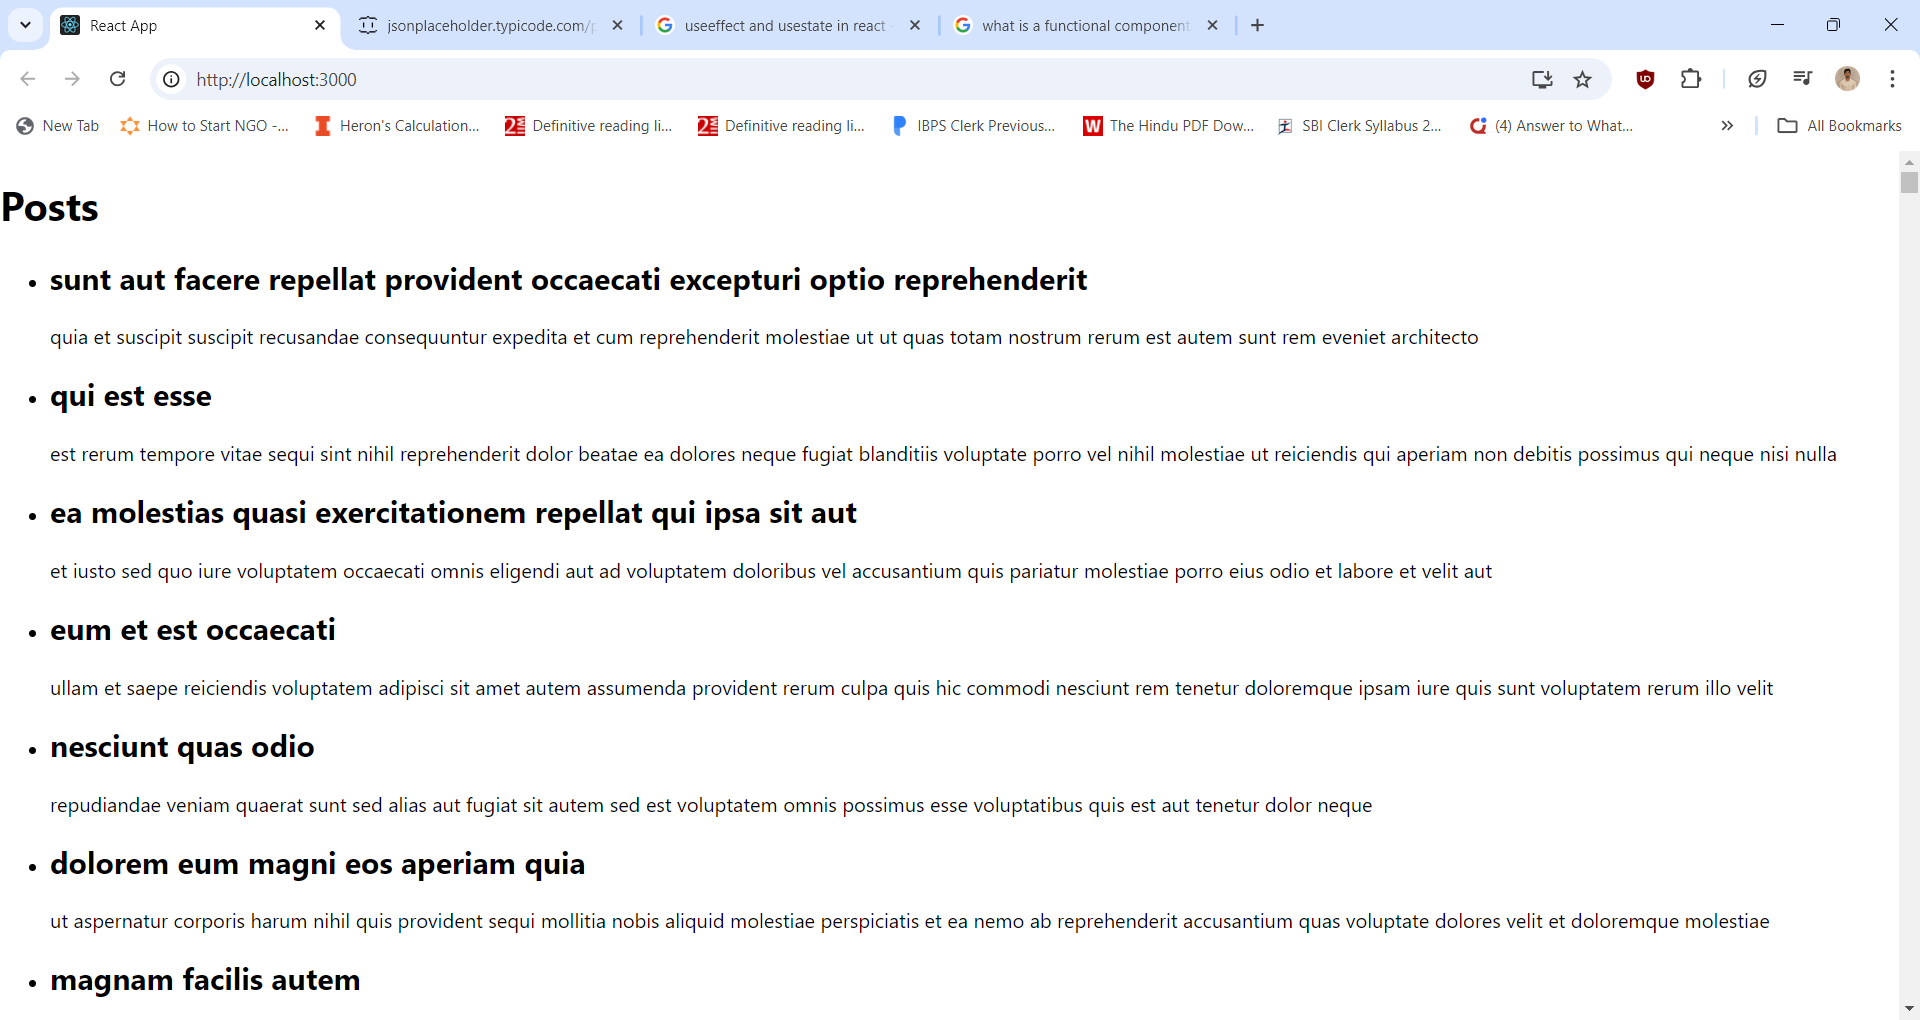 React App
jsonplaceholder.typicode.com/p
useeffect and usestate in react -
what is a functional component
http://localhost:3000
New Tab
How to Start NGO -...
Heron's Calculation...
Definitive reading li...
Definitive reading li...
IBPS Clerk Previous...
The Hindu PDF Dow...
SBI Clerk Syllabus 2...
(4) Answer to What...
All Bookmarks
Posts
sunt aut facere repellat provident occaecati excepturi optio reprehenderit
quia et suscipit suscipit recusandae consequuntur expedita et cum reprehenderit molestiae ut ut quas totam nostrum rerum est autem sunt rem eveniet architecto
qui est esse
est rerum tempore vitae sequi sint nihil reprehenderit dolor beatae ea dolores neque fugiat blanditiis voluptate porro vel nihil molestiae ut reiciendis qui aperiam non debitis possimus qui neque nisi nulla
ea molestias quasi exercitationem repellat qui ipsa sit aut
et iusto sed quo iure voluptatem occaecati omnis eligendi aut ad voluptatem doloribus vel accusantium quis pariatur molestiae porro eius odio et labore et velit aut
eum et est occaecati
ullam et saepe reiciendis voluptatem adipisci sit amet autem assumenda provident rerum culpa quis hic commodi nesciunt rem tenetur doloremque ipsam iure quis sunt voluptatem rerum illo velit
nesciunt quas odio
repudiandae veniam quaerat sunt sed alias aut fugiat sit autem sed est voluptatem omnis possimus esse voluptatibus quis est aut tenetur dolor neque
dolorem eum magni eos aperiam quia
ut aspernatur corporis harum nihil quis provident sequi mollitia nobis aliquid molestiae perspiciatis et ea nemo ab reprehenderit accusantium quas voluptate dolores velit et doloremque molestiae
magnam facilis autem